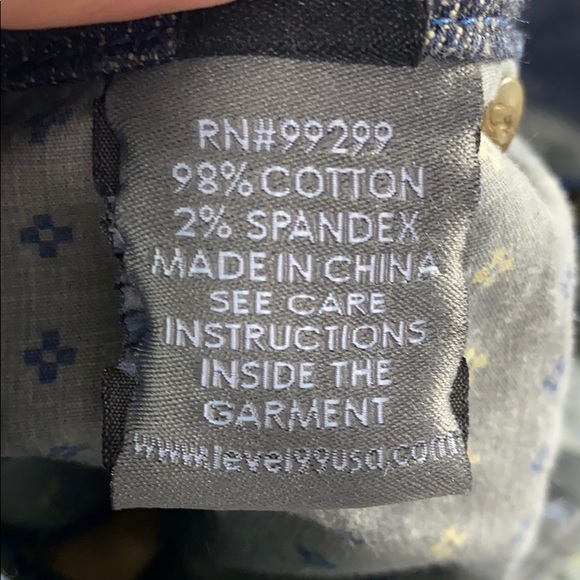 RN#99299
98% COTTON
2% SPANDEX
MADE IN CHINA
SEE CARE
INSTRUCTIONS
INSIDE THE
GARMENT
www.level99usa.com